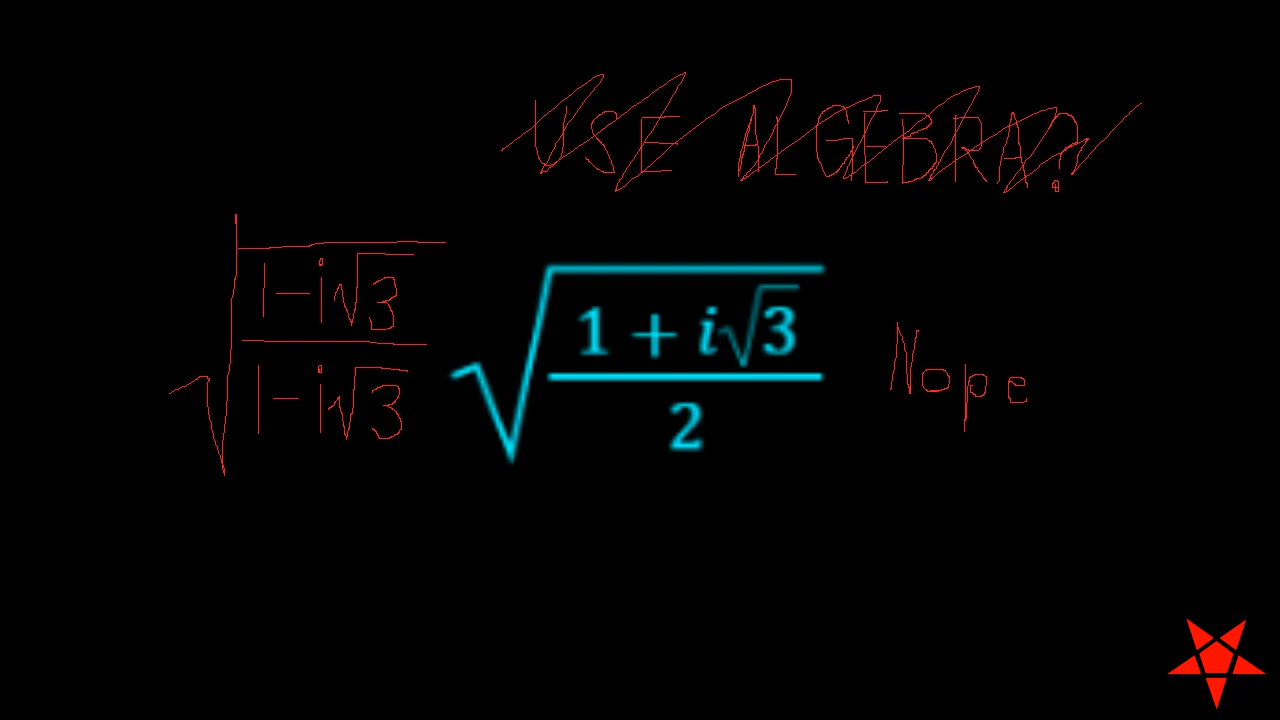 USE ALGEBRA?
√((1-i√3)/(1-i√3)) √((1 + i√3)/2) Nope